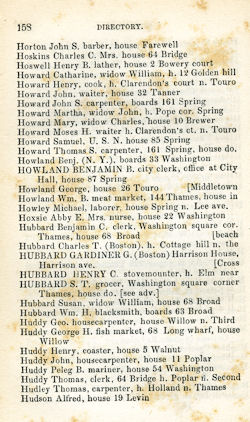 158 DIRECTORY.
Horton John S. barber, house Farewell
Hoskins Charles C. Mrs. house 64 Bridge
Hoswell Henry B. lather, house 2 Bowery court
Howard Catharine, widow William, h. 12 Golden hill
Howard Henry, cook, h. Clarendon's court n. Touro
Howard John, waiter, house 32 Tanner
Howard John S. carpenter, boards 161 Spring
Howard Martha, widow John, h. Pope cor. Spring
Howard Mary, widow Charles, house 10 Brewer
Howard Moses H. waiter h. Clarendon's ct. n. Touro
Howard Samuel, U. S. N. house 85 Spring
Howard Thomas S. carpenter, 161 Spring, house do.
Howland Benj. (N. Y.), boards 33 Washington
HOWLAND BENJAMIN B. city clerk, office at City
Hall, house 87 Spring
Howland George, house 26 Touro [Middletown
Howland Wm. B. meat market, 144 Thames, house in
Howley Michael, laborer, house Spring n. Lee ave.
Hoxsie Abby E. Mrs. nurse, house 22 Washington
Hubbard Benjamin C. clerk, Washington square cor.
Thames, house 68 Broad [beach
Hubbard Charles T. (Boston), h. Cottage hill n. the
HUBBARD GARDINER G. (Boston) Harrison House,
Harrison ave. [Cross
HUBBARD HENRY C. stovemounter, h. Elm near
HUBBARD S. T. grocer, Washington square corner
Thames, house do. [see adv.]
Hubbard Susan, widow William, house 68 Broad
Hubbard Wm. H. blacksmith, boards 63 Broad
Huddy Geo. housecarpenter, house Willow n. Third
Huddy George H. fish market, 68 Long wharf, house
Willow
Huddy Henry, coaster, house 5 Walnut
Huddy John, housecarpenter, house 11 Poplar
Huddy Peleg B. mariner, house 54 Washington
Huddy Thomas, clerk, 64 Bridge h. Poplar n. Second
Hudley Thomas, carpenter, h. Holland n. Thames
Hudson Alfred, house 19 Levin